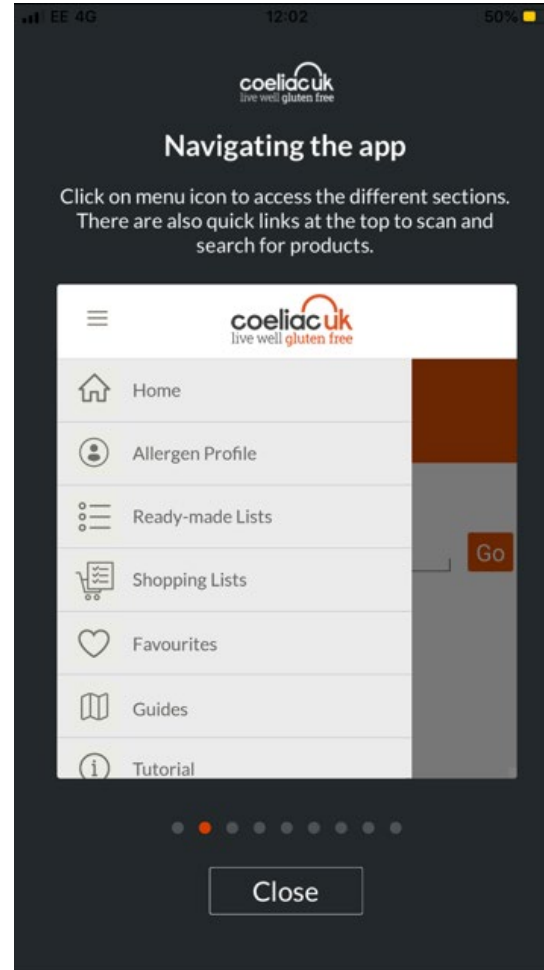 EE 4G 12:02 50%
coeliac uk
live well gluten free
Navigating the app
Click on menu icon to access the different sections.
There are also quick links at the top to scan and
search for products.
coeliac uk
live well gluten free
Home
Allergen Profile
Ready-made Lists
Go
Shopping Lists
Favourites
Guides
Tutorial
Close